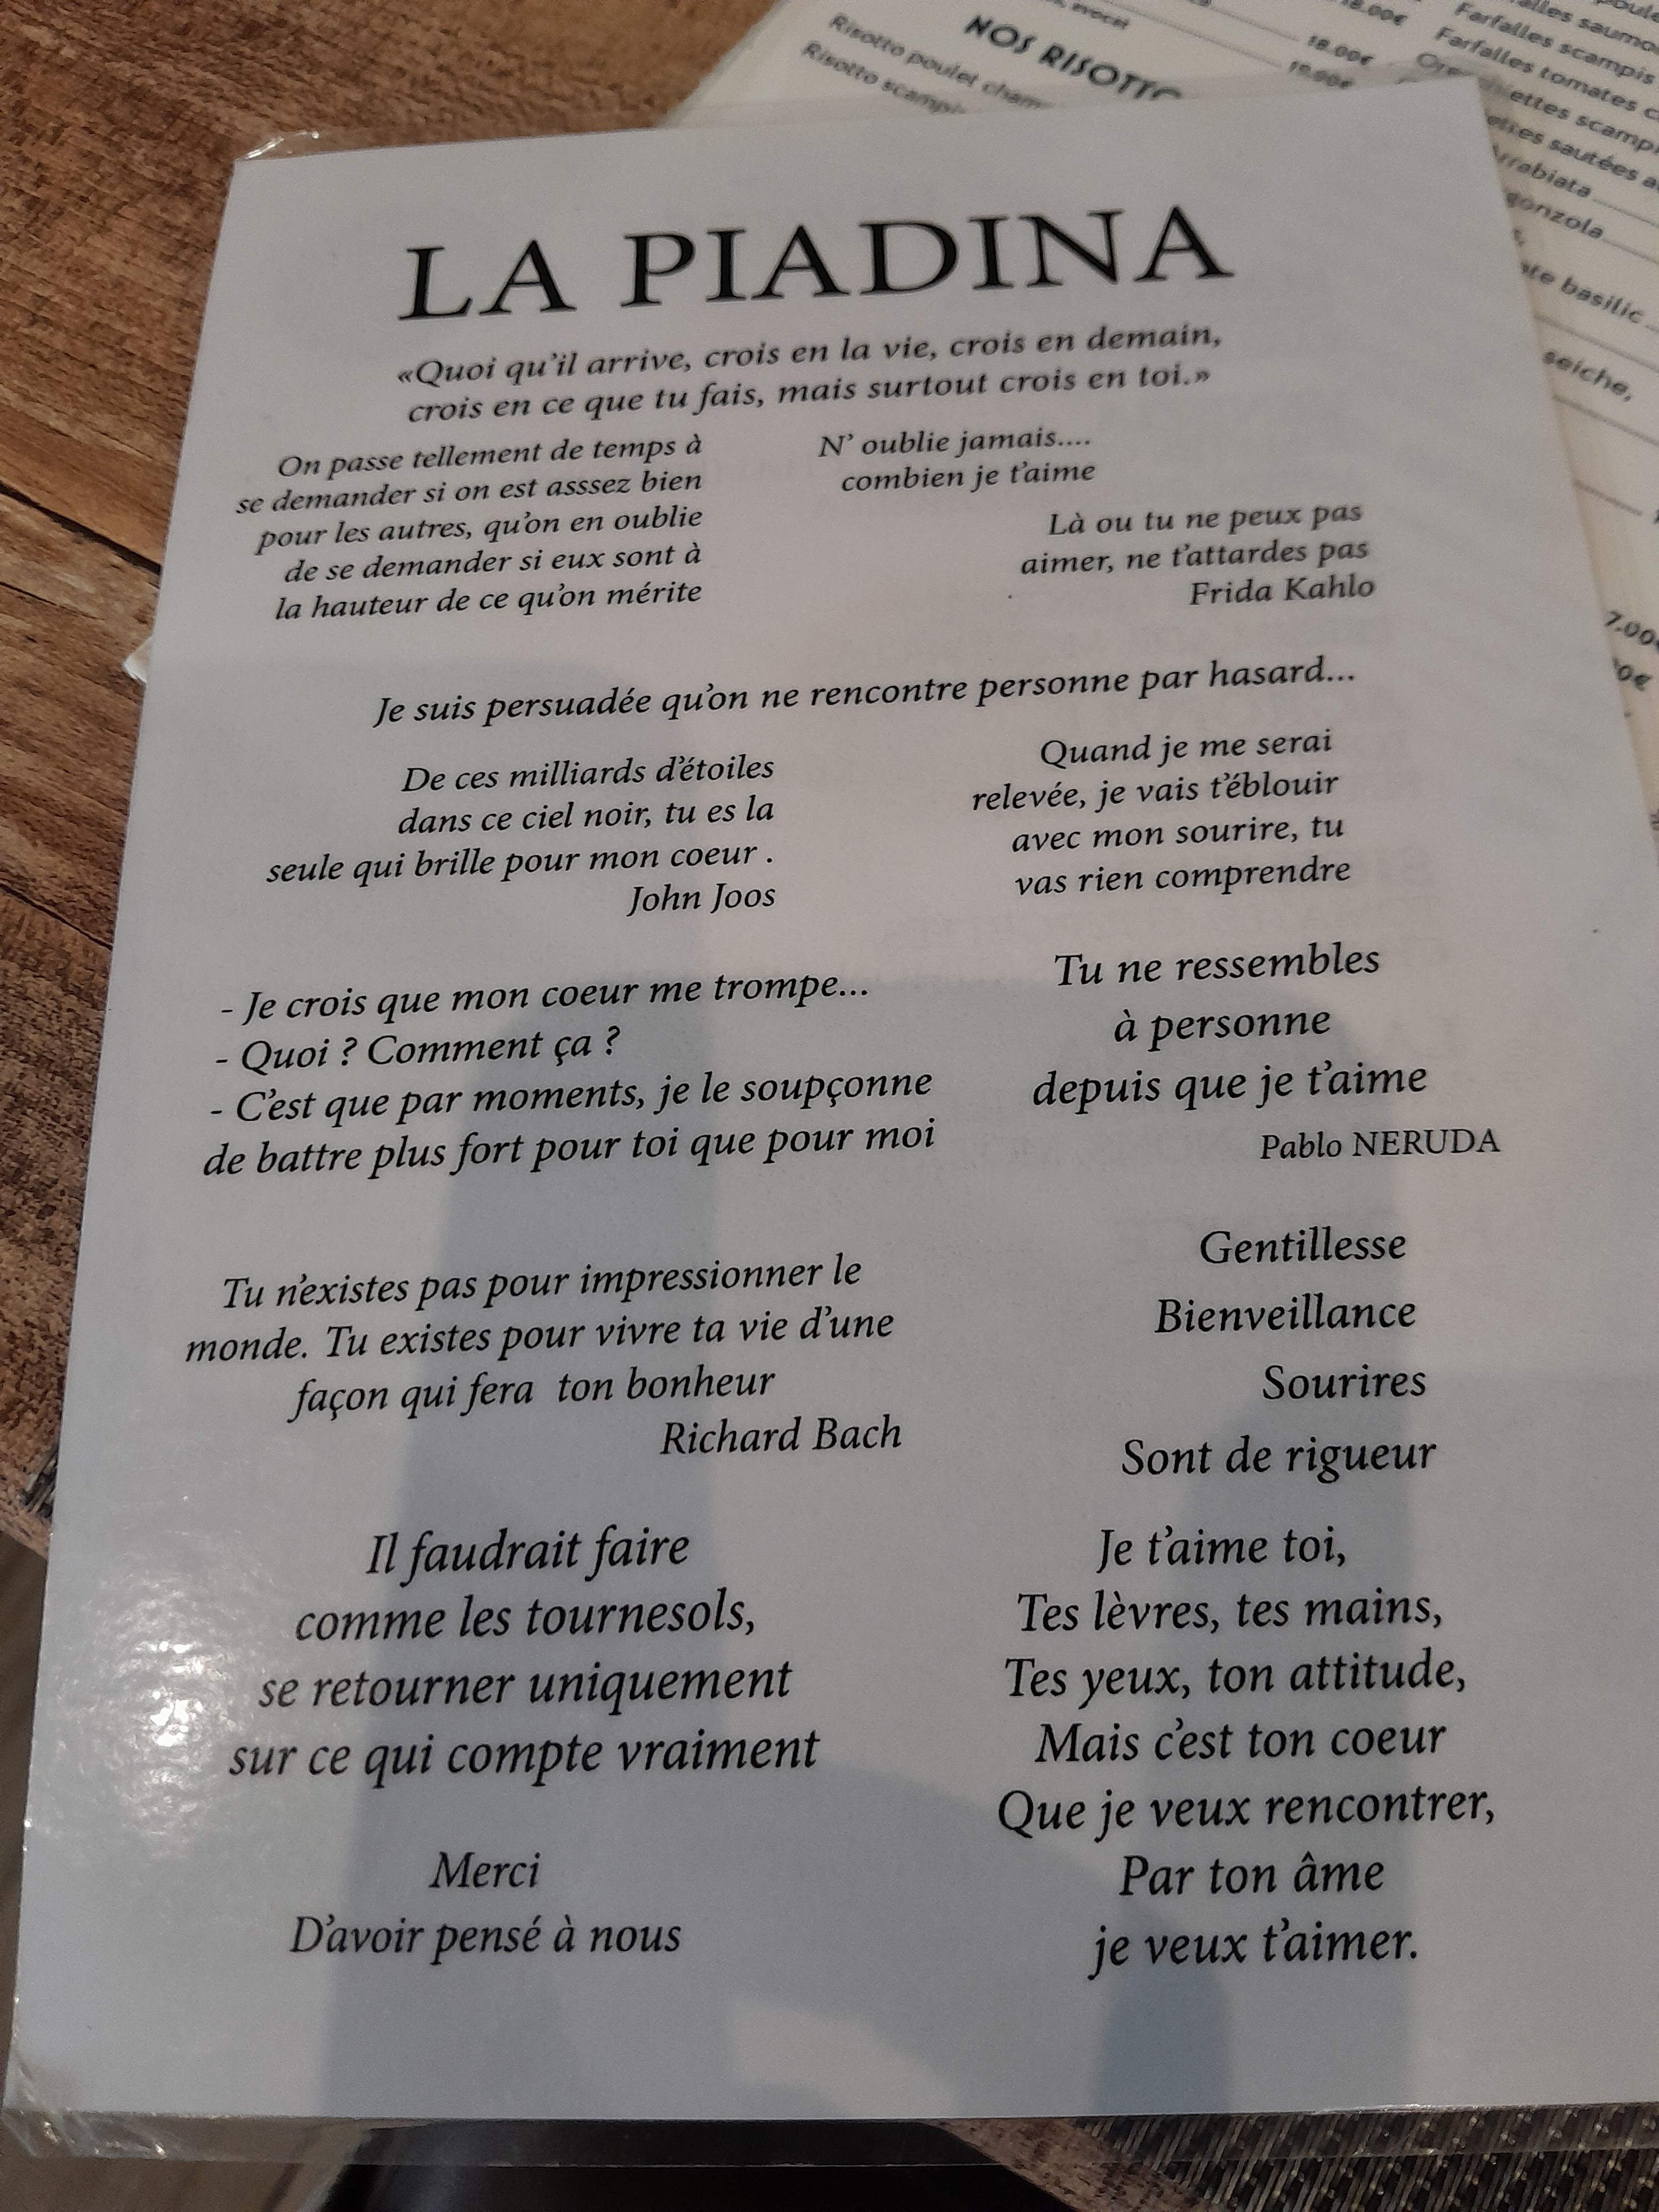 NOS RISOTTO
18.00€
18.00€
19.00€
Risotto poulet
Risotto
Farfalles scampis
Farfalles tomates
scampi
sautées
basilic
seiche,
7.00€
LA PIADINA
«Quoi qu'il arrive, crois en la vie, crois en demain,
crois en ce que tu fais, mais surtout crois en toi.»
On passe tellement de temps à
se demander si on est asssez bien
pour les autres, qu'on en oublie
de se demander si eux sont à
la hauteur de ce qu'on mérite
N' oublie jamais....
combien je t'aime
Là ou tu ne peux pas
aimer, ne t'attardes pas
Frida Kahlo
Je suis persuadée qu'on ne rencontre personne par hasard...
De ces milliards d'étoiles
dans ce ciel noir, tu es la
seule qui brille pour mon coeur .
John Joos
Quand je me serai
relevée, je vais t'éblouir
avec mon sourire, tu
vas rien comprendre
- Je crois que mon coeur me trompe...
- Quoi ? Comment ça ?
- C'est que par moments, je le soupçonne
de battre plus fort pour toi que pour moi
Tu ne ressembles
à personne
depuis que je t'aime
Pablo NERUDA
Tu n'existes pas pour impressionner le
monde. Tu existes pour vivre ta vie d'une
façon qui fera ton bonheur
Richard Bach
Gentillesse
Bienveillance
Sourires
Sont de rigueur
Il faudrait faire
comme les tournesols,
se retourner uniquement
sur ce qui compte vraiment
Je t'aime toi,
Tes lèvres, tes mains,
Tes yeux, ton attitude,
Mais c'est ton coeur
Que je veux rencontrer,
Par ton âme
je veux t'aimer.
Merci
D'avoir pensé à nous